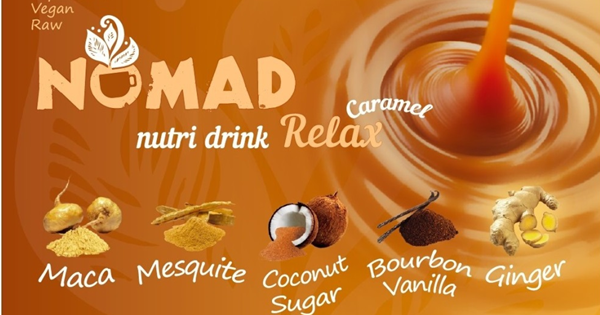 Vegan
Raw
NOMAD
nutri drink Relax
Caramel
Maca
Mesquite
Coconut
Sugar
Bourbon
Vanilla
Ginger